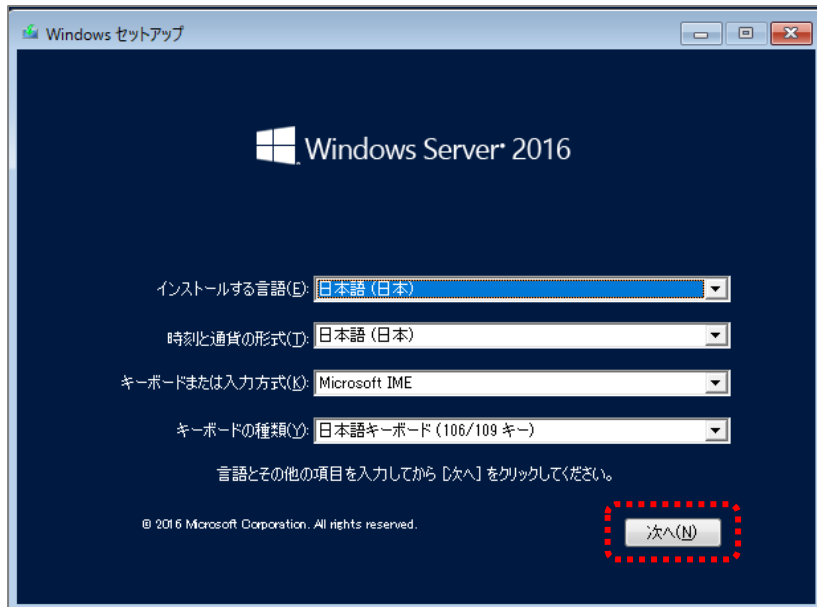 Windows セットアップ
Windows Server 2016
インストールする言語(E): 日本語 (日本)
時刻と通貨の形式(T): 日本語 (日本)
キーボードまたは入力方式(K): Microsoft IME
キーボードの種類(Y): 日本語キーボード (106/109 キー)
言語とその他の項目を入力してから [次へ] をクリックしてください。
© 2016 Microsoft Corporation. All rights reserved.
次へ(N)